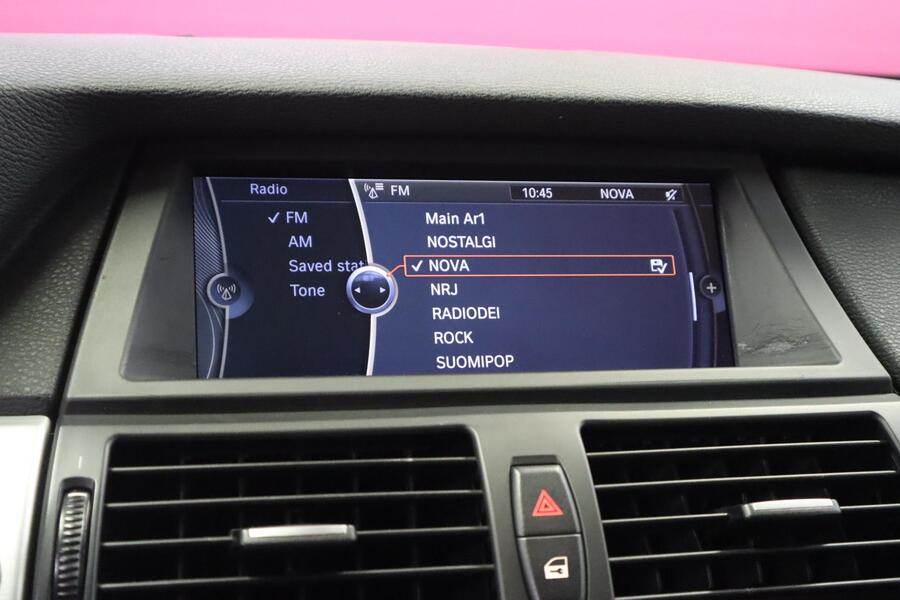 Radio
FM
AM
Saved stat
Tone
FM 10:45 NOVA
Main Ar1
NOSTALGI
NOVA
NRJ
RADIODEI
ROCK
SUOMIPOP